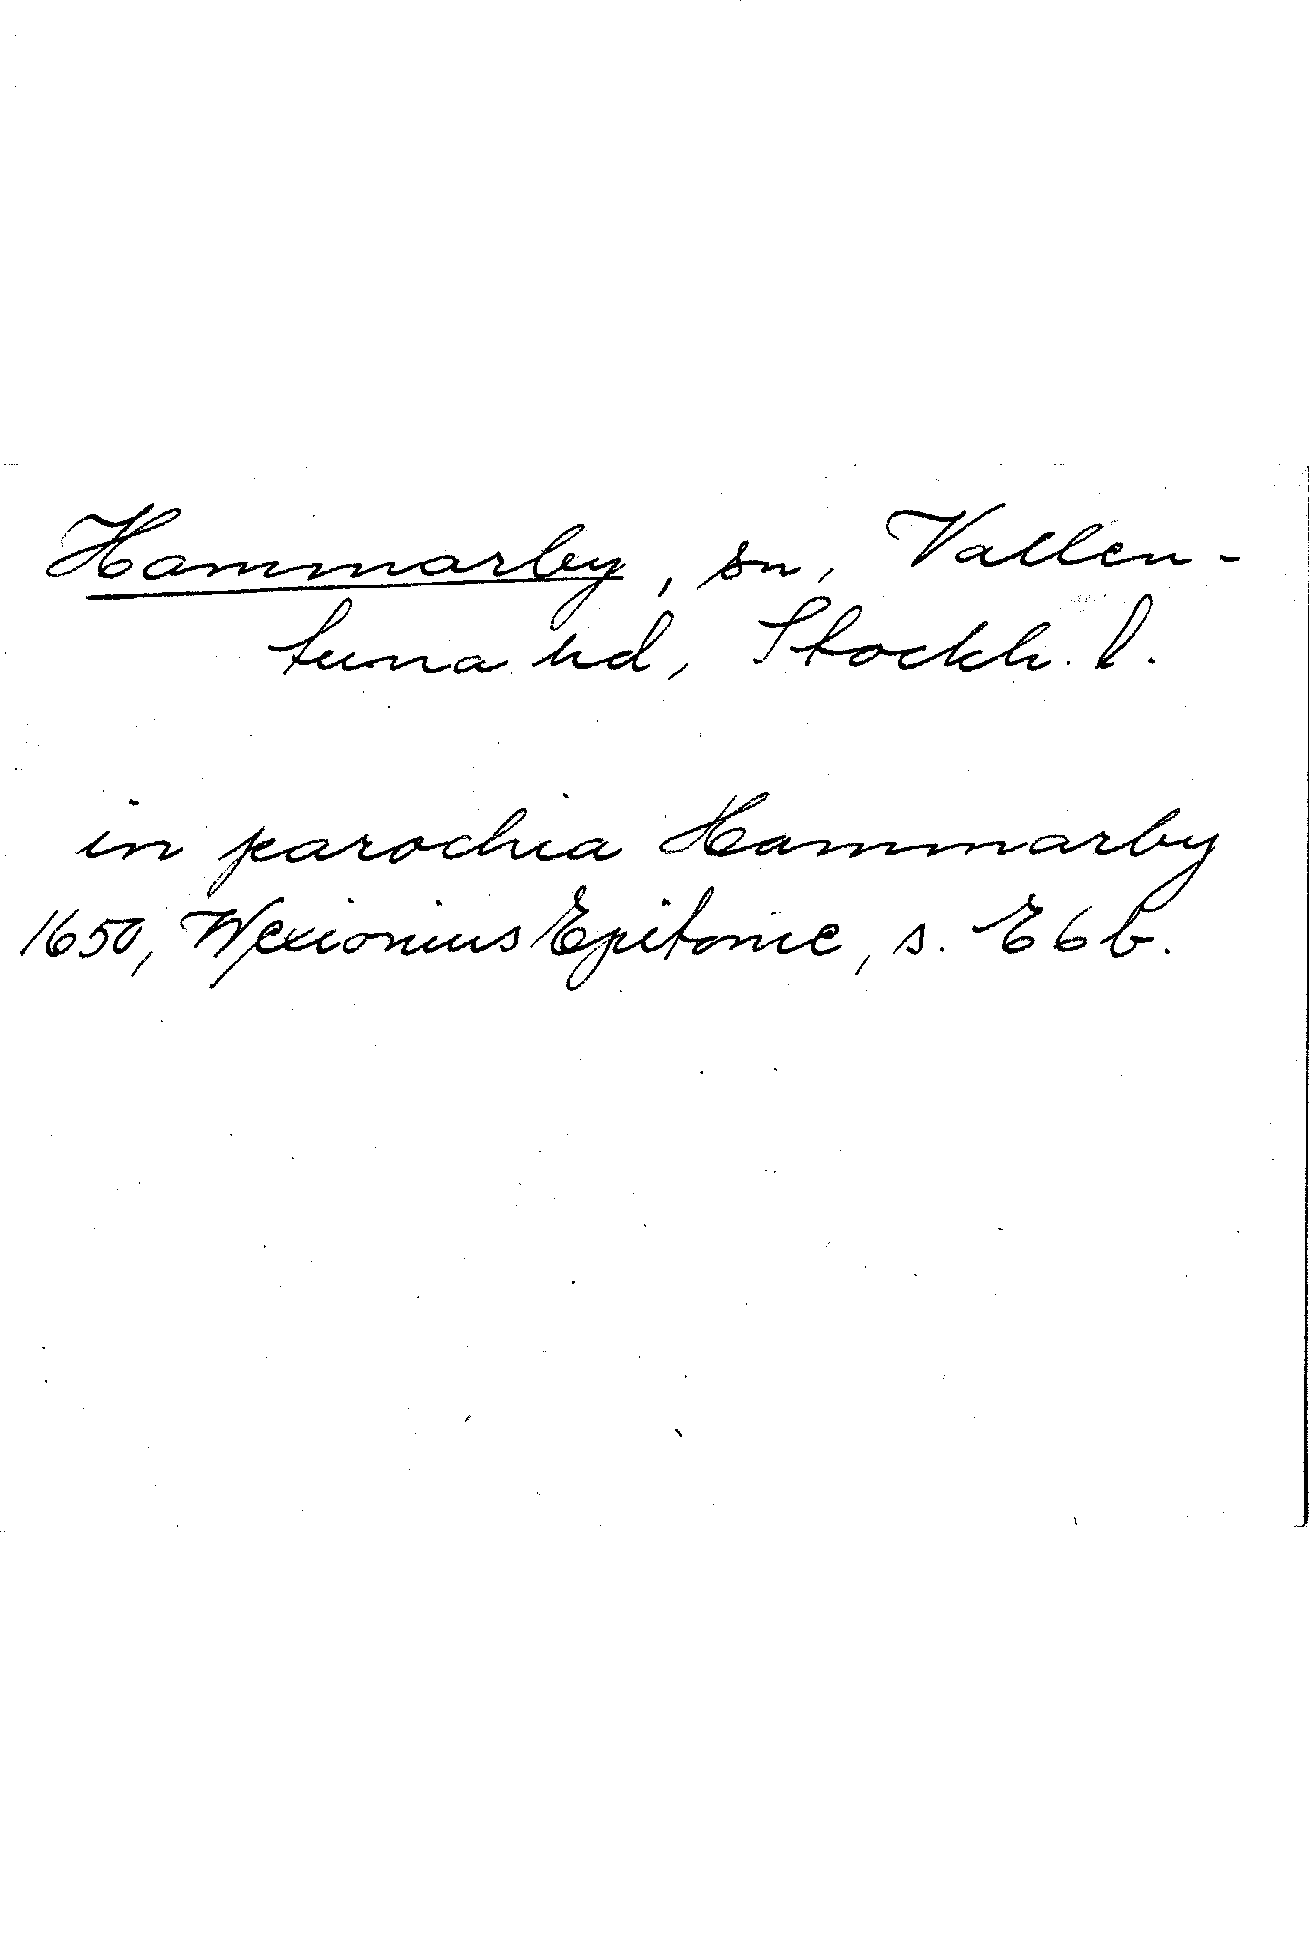 Hammarby, sn, Vallen-
tuna hd, Stockh. l.
in parochia Hammarby
1650, Wexionius Epitome, s. E6b.